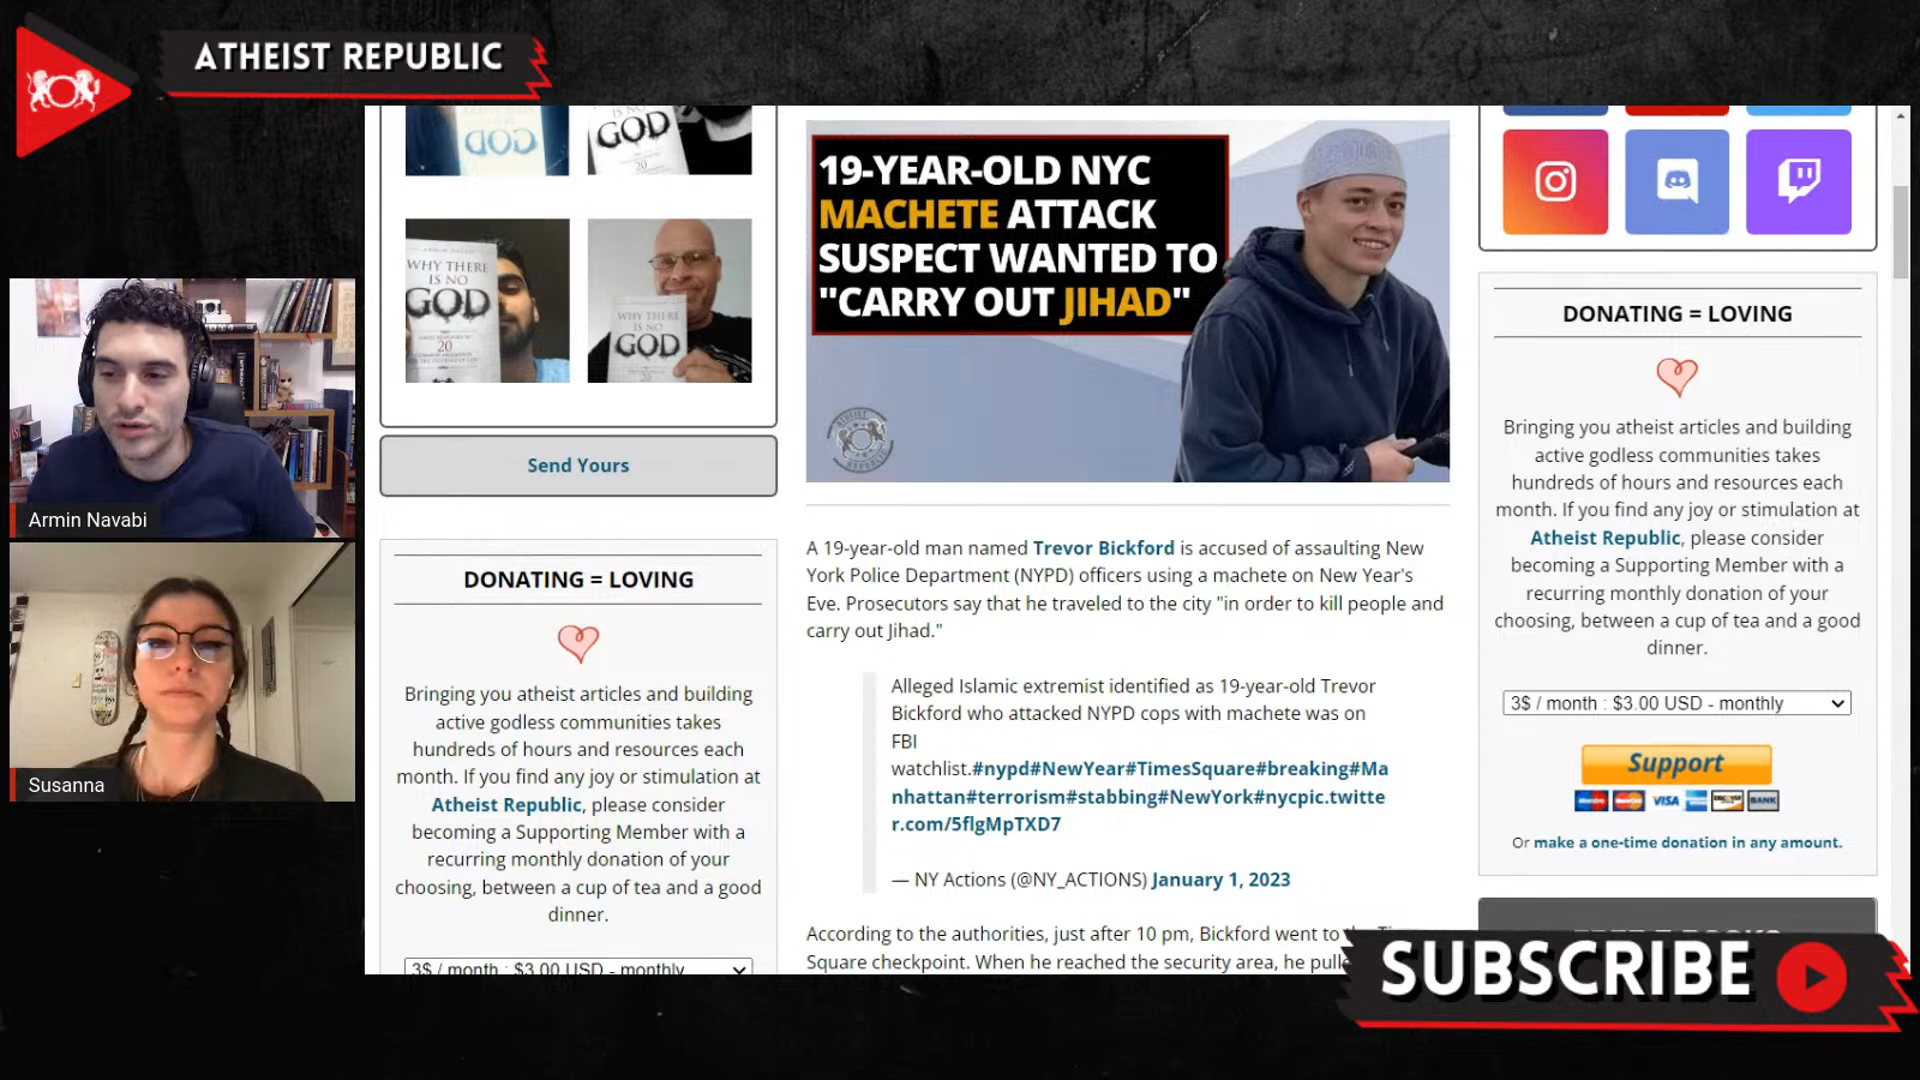 ATHEIST REPUBLIC
Armin Navabi
Susanna
GOD
GOD
20
WHY THERE
IS NO
GOD
20
WHY THERE
IS NO
GOD
Send Yours
DONATING = LOVING
Bringing you atheist articles and building
active godless communities takes
hundreds of hours and resources each
month. If you find any joy or stimulation at
Atheist Republic, please consider
becoming a Supporting Member with a
recurring monthly donation of your
choosing, between a cup of tea and a good
dinner.
3$ / month : $3.00 USD - monthly
19-YEAR-OLD NYC
MACHETE ATTACK
SUSPECT WANTED TO
"CARRY OUT JIHAD"
ATHEIST
REPUBLIC
A 19-year-old man named Trevor Bickford is accused of assaulting New
York Police Department (NYPD) officers using a machete on New Year's
Eve. Prosecutors say that he traveled to the city "in order to kill people and
carry out Jihad."
Alleged Islamic extremist identified as 19-year-old Trevor
Bickford who attacked NYPD cops with machete was on
FBI
watchlist.#nypd#NewYear#TimesSquare#breaking#Ma
nhattan#terrorism#stabbing#NewYork#nycpic.twitte
r.com/5flgMpTXD7
— NY Actions (@NY_ACTIONS) January 1, 2023
According to the authorities, just after 10 pm, Bickford went to
Square checkpoint. When he reached the security area, he
DONATING = LOVING
Bringing you atheist articles and building
active godless communities takes
hundreds of hours and resources each
month. If you find any joy or stimulation at
Atheist Republic, please consider
becoming a Supporting Member with a
recurring monthly donation of your
choosing, between a cup of tea and a good
dinner.
3$ / month : $3.00 USD - monthly
Support
VISA
BANK
Or make a one-time donation in any amount.
SUBSCRIBE